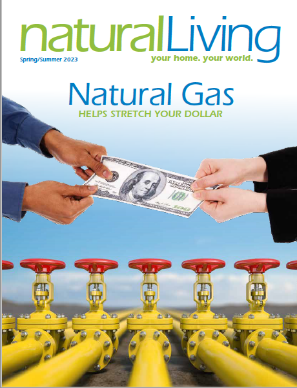 naturalLiving
Spring/Summer 2023
your home. your world.
Natural Gas
HELPS STRETCH YOUR DOLLAR